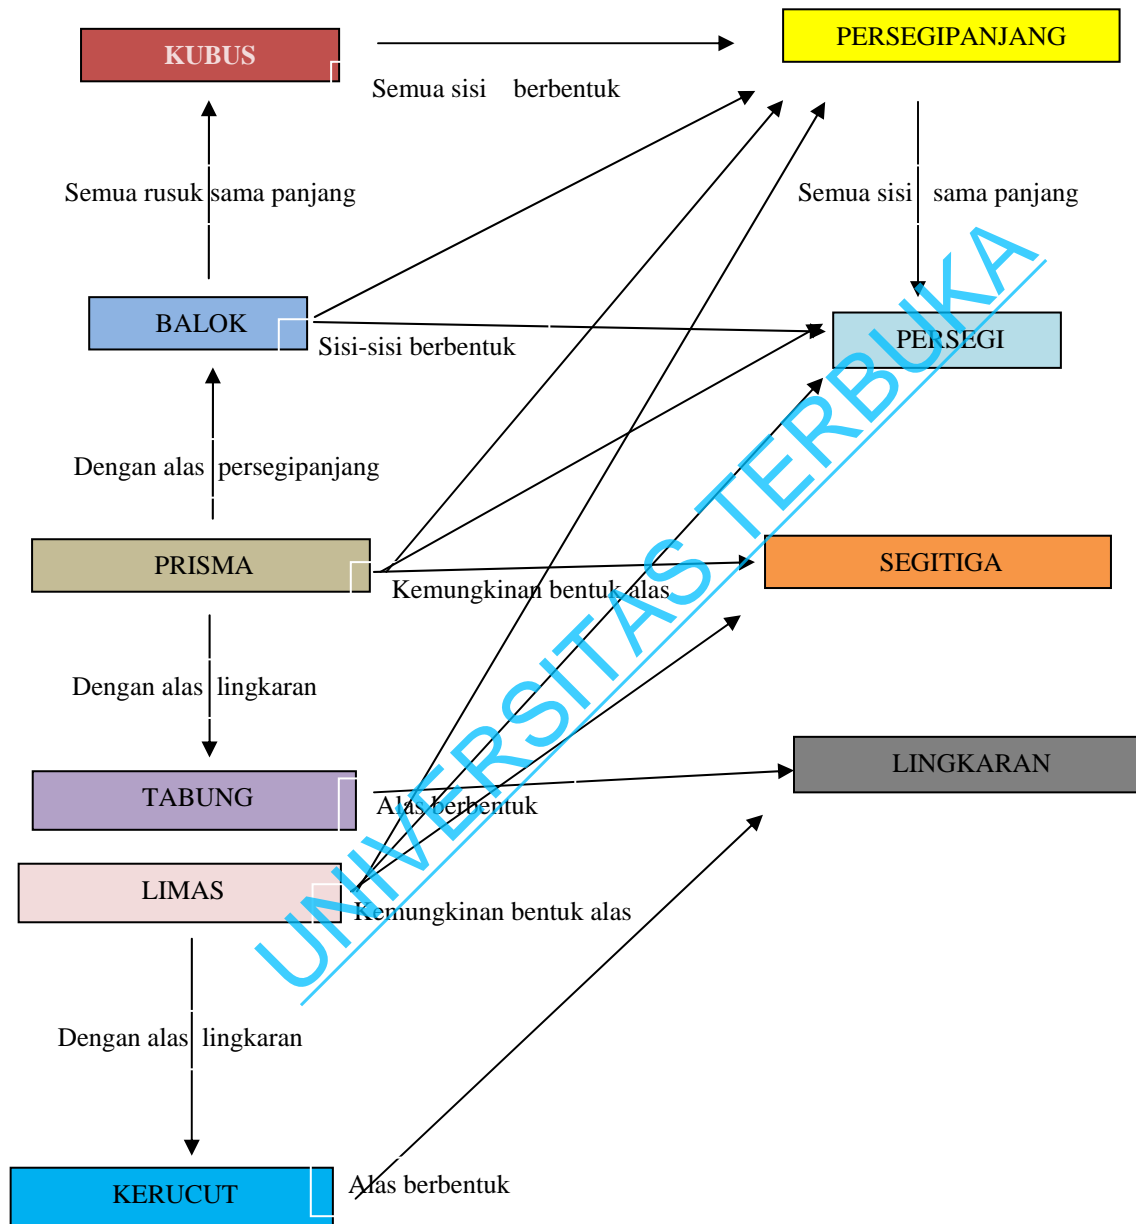 KUBUS
PERSEGIPANJANG
Semua sisi berbentuk
Semua rusuk sama panjang
Semua sisi sama panjang
BALOK
Sisi-sisi berbentuk
PERSEGI
Dengan alas persegipanjang
PRISMA
Kemungkinan bentuk alas
SEGITIGA
Dengan alas lingkaran
TABUNG
Alas berbentuk
LINGKARAN
LIMAS
Kemungkinan bentuk alas
Dengan alas lingkaran
KERUCUT
Alas berbentuk
UNIVERSITAS TERBUKA